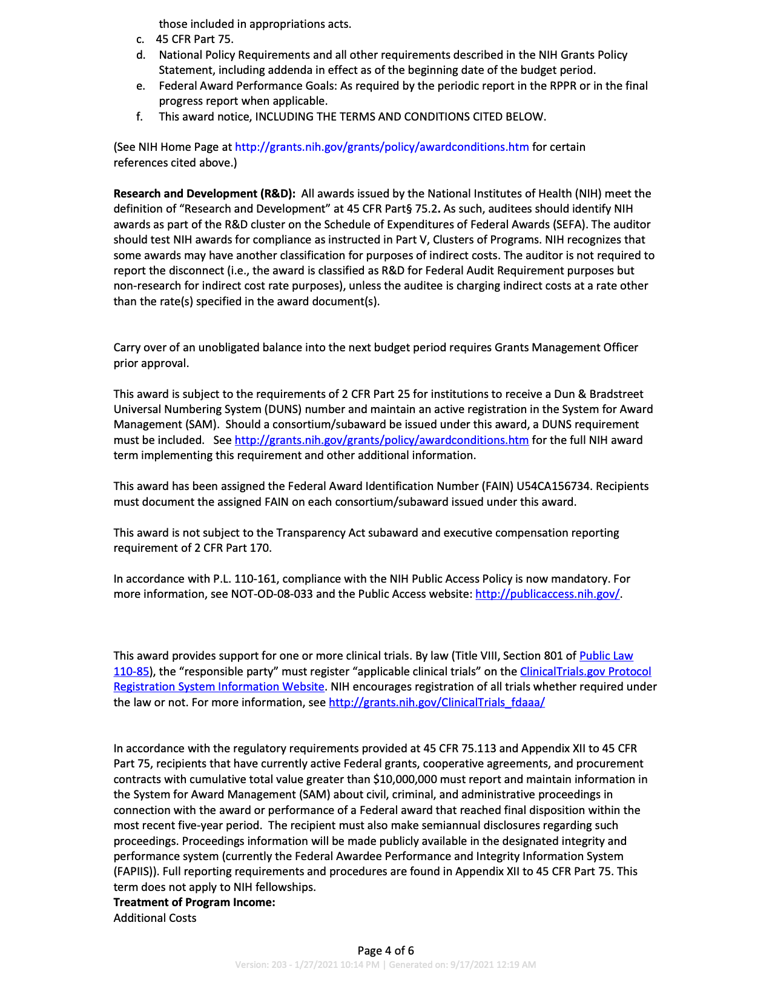 those included in appropriations acts.
c. 45 CFR Part 75.
d. National Policy Requirements and all other requirements described in the NIH Grants Policy
Statement, including addenda in effect as of the beginning date of the budget period.
e. Federal Award Performance Goals: As required by the periodic report in the RPPR or in the final
progress report when applicable.
f. This award notice, INCLUDING THE TERMS AND CONDITIONS CITED BELOW.
(See NIH Home Page at http://grants.nih.gov/grants/policy/awardconditions.htm for certain
references cited above.)
Research and Development (R&D): All awards issued by the National Institutes of Health (NIH) meet the
definition of “Research and Development” at 45 CFR Part§ 75.2. As such, auditees should identify NIH
awards as part of the R&D cluster on the Schedule of Expenditures of Federal Awards (SEFA). The auditor
should test NIH awards for compliance as instructed in Part V, Clusters of Programs. NIH recognizes that
some awards may have another classification for purposes of indirect costs. The auditor is not required to
report the disconnect (i.e., the award is classified as R&D for Federal Audit Requirement purposes but
non-research for indirect cost rate purposes), unless the auditee is charging indirect costs at a rate other
than the rate(s) specified in the award document(s).
Carry over of an unobligated balance into the next budget period requires Grants Management Officer
prior approval.
This award is subject to the requirements of 2 CFR Part 25 for institutions to receive a Dun & Bradstreet
Universal Numbering System (DUNS) number and maintain an active registration in the System for Award
Management (SAM). Should a consortium/subaward be issued under this award, a DUNS requirement
must be included. See http://grants.nih.gov/grants/policy/awardconditions.htm for the full NIH award
term implementing this requirement and other additional information.
This award has been assigned the Federal Award Identification Number (FAIN) U54CA156734. Recipients
must document the assigned FAIN on each consortium/subaward issued under this award.
This award is not subject to the Transparency Act subaward and executive compensation reporting
requirement of 2 CFR Part 170.
In accordance with P.L. 110-161, compliance with the NIH Public Access Policy is now mandatory. For
more information, see NOT-OD-08-033 and the Public Access website: http://publicaccess.nih.gov/.
This award provides support for one or more clinical trials. By law (Title VIII, Section 801 of Public Law
110-85), the “responsible party” must register “applicable clinical trials” on the ClinicalTrials.gov Protocol
Registration System Information Website. NIH encourages registration of all trials whether required under
the law or not. For more information, see http://grants.nih.gov/ClinicalTrials_fdaaa/
In accordance with the regulatory requirements provided at 45 CFR 75.113 and Appendix XII to 45 CFR
Part 75, recipients that have currently active Federal grants, cooperative agreements, and procurement
contracts with cumulative total value greater than $10,000,000 must report and maintain information in
the System for Award Management (SAM) about civil, criminal, and administrative proceedings in
connection with the award or performance of a Federal award that reached final disposition within the
most recent five-year period. The recipient must also make semiannual disclosures regarding such
proceedings. Proceedings information will be made publicly available in the designated integrity and
performance system (currently the Federal Awardee Performance and Integrity Information System
(FAPIIS)). Full reporting requirements and procedures are found in Appendix XII to 45 CFR Part 75. This
term does not apply to NIH fellowships.
Treatment of Program Income:
Additional Costs
Page 4 of 6
Version: 203 - 1/27/2021 10:14 PM | Generated on: 9/17/2021 12:19 AM